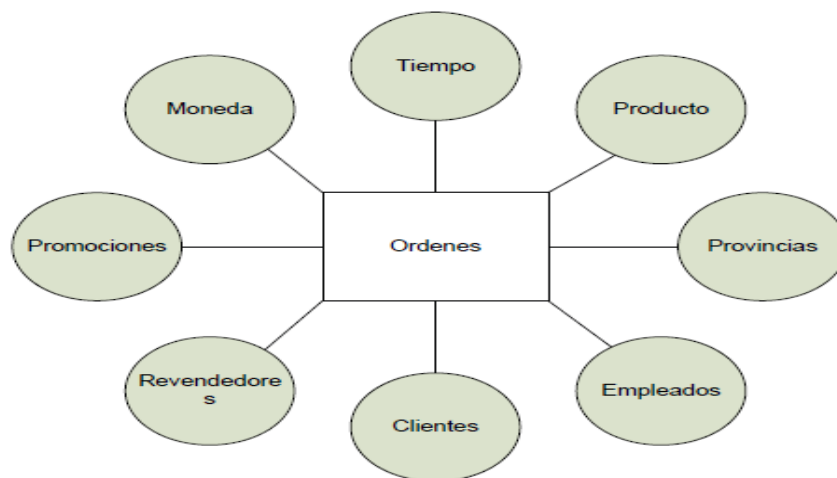 Tiempo
Moneda
Producto
Promociones
Ordenes
Provincias
Revendedore
s
Clientes
Empleados